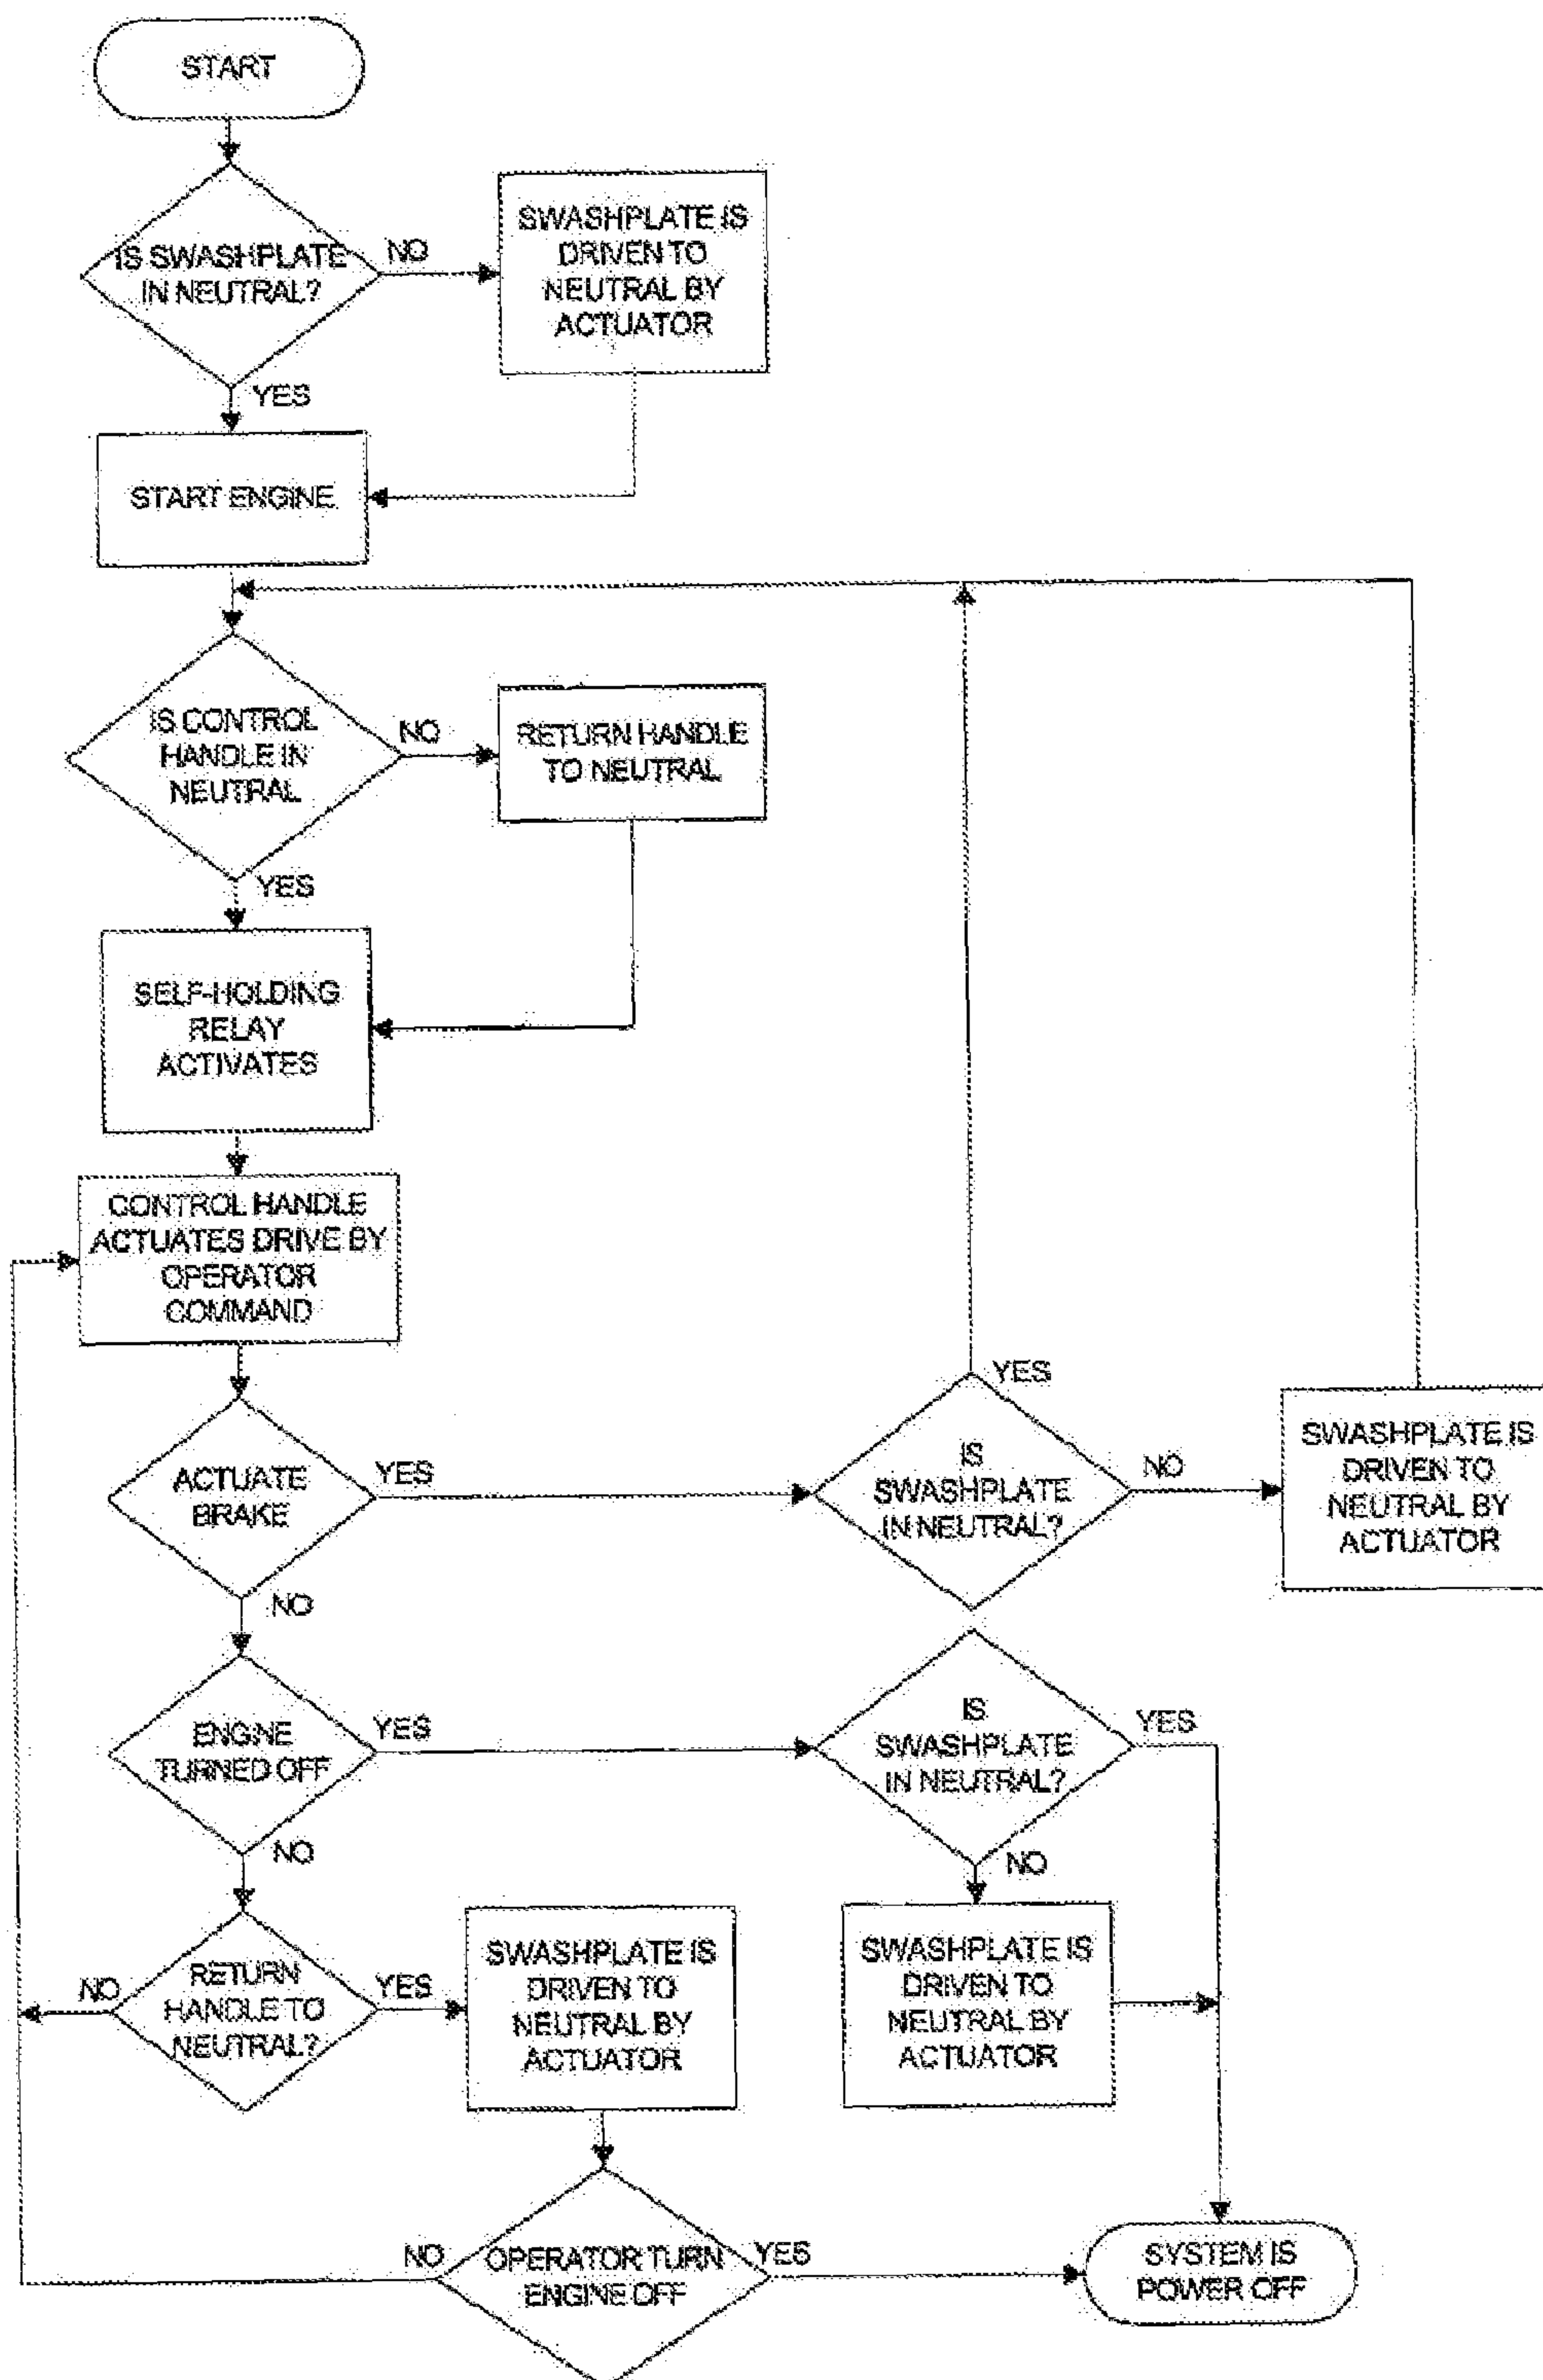 START
IS SWASHPLATE
IN NEUTRAL?
NO
SWASHPLATE IS
DRIVEN TO
NEUTRAL BY
ACTUATOR
YES
START ENGINE
IS CONTROL
HANDLE IN
NEUTRAL
NO
RETURN HANDLE
TO NEUTRAL
YES
SELF-HOLDING
RELAY
ACTIVATES
CONTROL HANDLE
ACTUATES DRIVE BY
OPERATOR
COMMAND
ACTUATE
BRAKE
YES
IS
SWASHPLATE
IN NEUTRAL?
YES
NO
SWASHPLATE IS
DRIVEN TO
NEUTRAL BY
ACTUATOR
NO
ENGINE
TURNED OFF
YES
IS
SWASHPLATE
IN NEUTRAL?
YES
NO
SWASHPLATE IS
DRIVEN TO
NEUTRAL BY
ACTUATOR
NO
RETURN
HANDLE TO
NEUTRAL?
NO
YES
SWASHPLATE IS
DRIVEN TO
NEUTRAL BY
ACTUATOR
OPERATOR TURN
ENGINE OFF
NO
YES
SYSTEM IS
POWER OFF